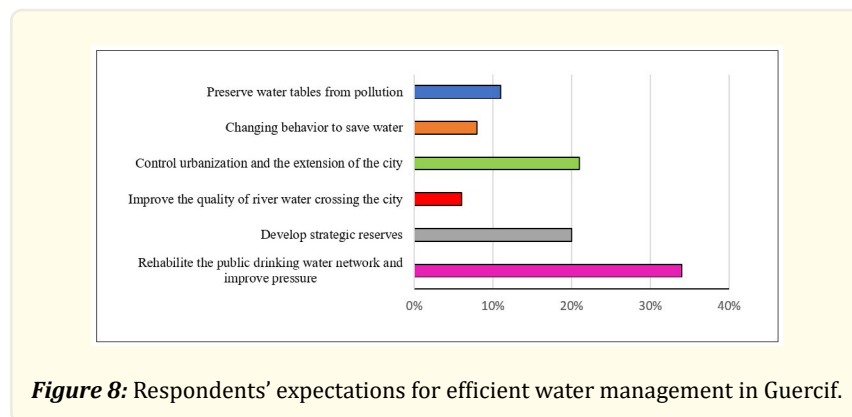 Preserve water tables from pollution
Changing behavior to save water
Control urbanization and the extension of the city
Improve the quality of river water crossing the city
Develop strategic reserves
Rehabilite the public drinking water network and
improve pressure
0% 10% 20% 30% 40%
Figure 8: Respondents’ expectations for efficient water management in Guercif.